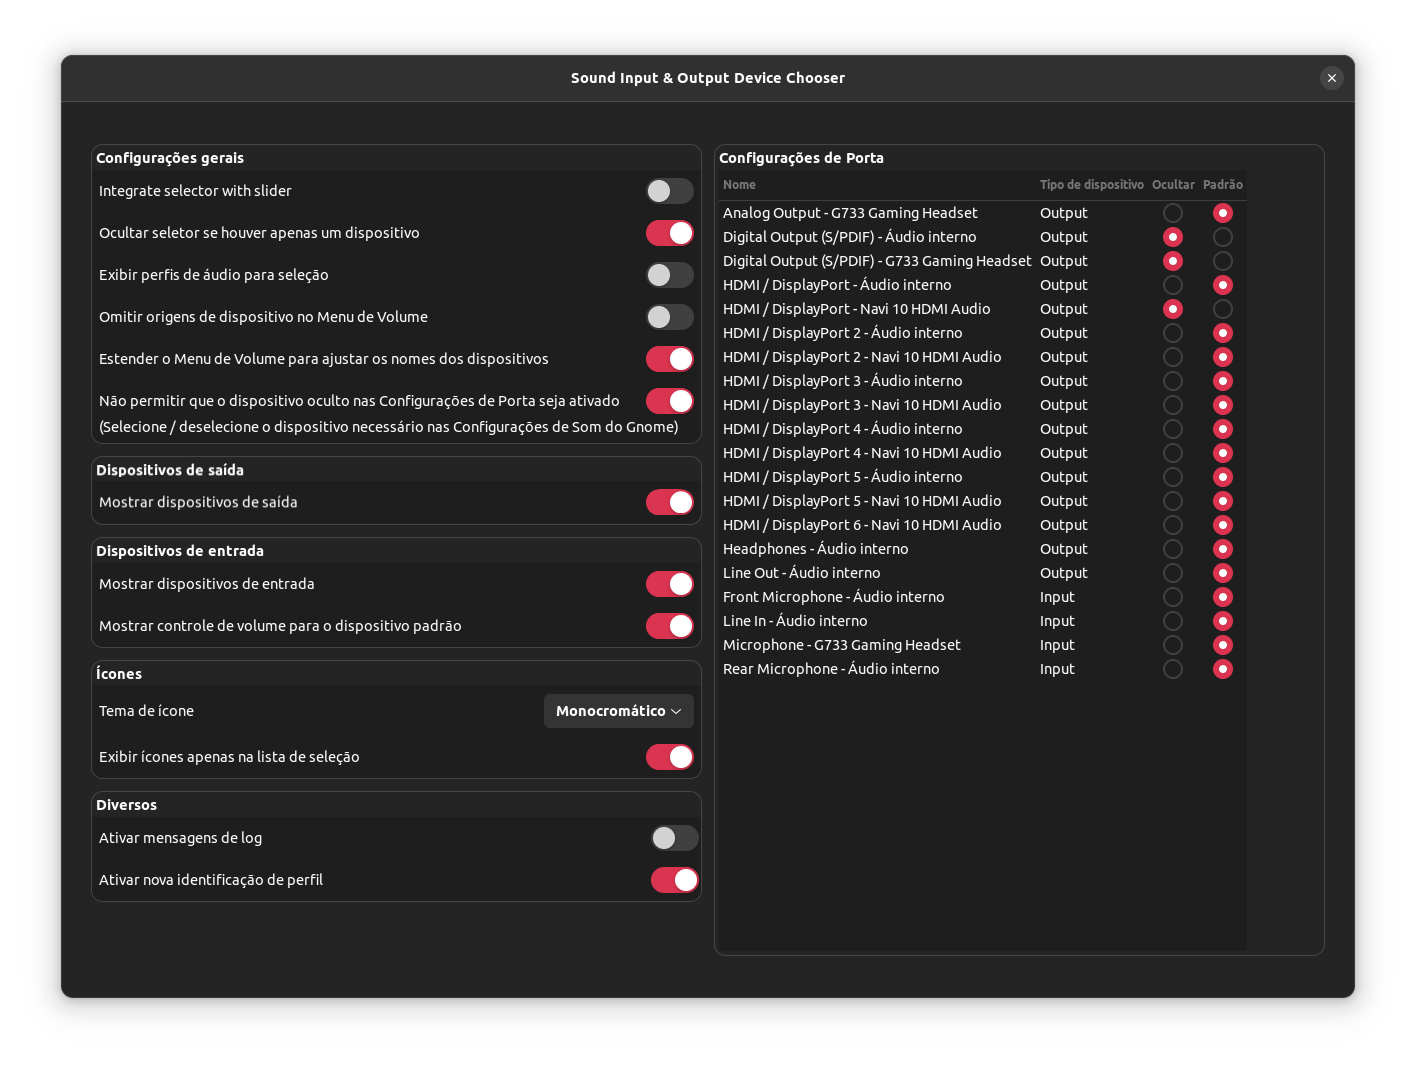 Sound Input & Output Device Chooser
Configurações gerais
Integrate selector with slider
Ocultar seletor se houver apenas um dispositivo
Exibir perfis de áudio para seleção
Omitir origens de dispositivo no Menu de Volume
Estender o Menu de Volume para ajustar os nomes dos dispositivos
Não permitir que o dispositivo oculto nas Configurações de Porta seja ativado
(Selecione / deselecione o dispositivo necessário nas Configurações de Som do Gnome)
Dispositivos de saída
Mostrar dispositivos de saída
Dispositivos de entrada
Mostrar dispositivos de entrada
Mostrar controle de volume para o dispositivo padrão
Ícones
Tema de ícone Monocromático
Exibir ícones apenas na lista de seleção
Diversos
Ativar mensagens de log
Ativar nova identificação de perfil
Configurações de Porta
Nome Tipo de dispositivo Ocultar Padrão
Analog Output - G733 Gaming Headset Output
Digital Output (S/PDIF) - Áudio interno Output
Digital Output (S/PDIF) - G733 Gaming Headset Output
HDMI / DisplayPort - Áudio interno Output
HDMI / DisplayPort - Navi 10 HDMI Audio Output
HDMI / DisplayPort 2 - Áudio interno Output
HDMI / DisplayPort 2 - Navi 10 HDMI Audio Output
HDMI / DisplayPort 3 - Áudio interno Output
HDMI / DisplayPort 3 - Navi 10 HDMI Audio Output
HDMI / DisplayPort 4 - Áudio interno Output
HDMI / DisplayPort 4 - Navi 10 HDMI Audio Output
HDMI / DisplayPort 5 - Áudio interno Output
HDMI / DisplayPort 5 - Navi 10 HDMI Audio Output
HDMI / DisplayPort 6 - Navi 10 HDMI Audio Output
Headphones - Áudio interno Output
Line Out - Áudio interno Output
Front Microphone - Áudio interno Input
Line In - Áudio interno Input
Microphone - G733 Gaming Headset Input
Rear Microphone - Áudio interno Input